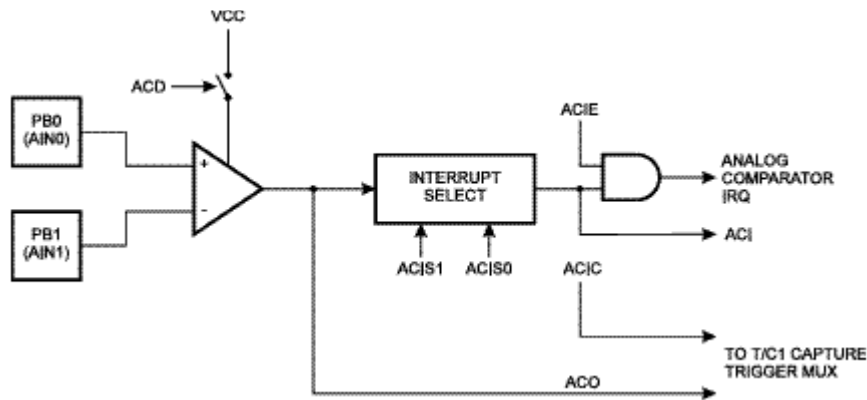 VCC
ACD
PB0
(AIN0)
+
ACIE
ANALOG
COMPARATOR
IRQ
INTERRUPT
SELECT
-
PB1
(AIN1)
ACI
ACIS1 ACIS0
ACIC
TO T/C1 CAPTURE
TRIGGER MUX
ACO